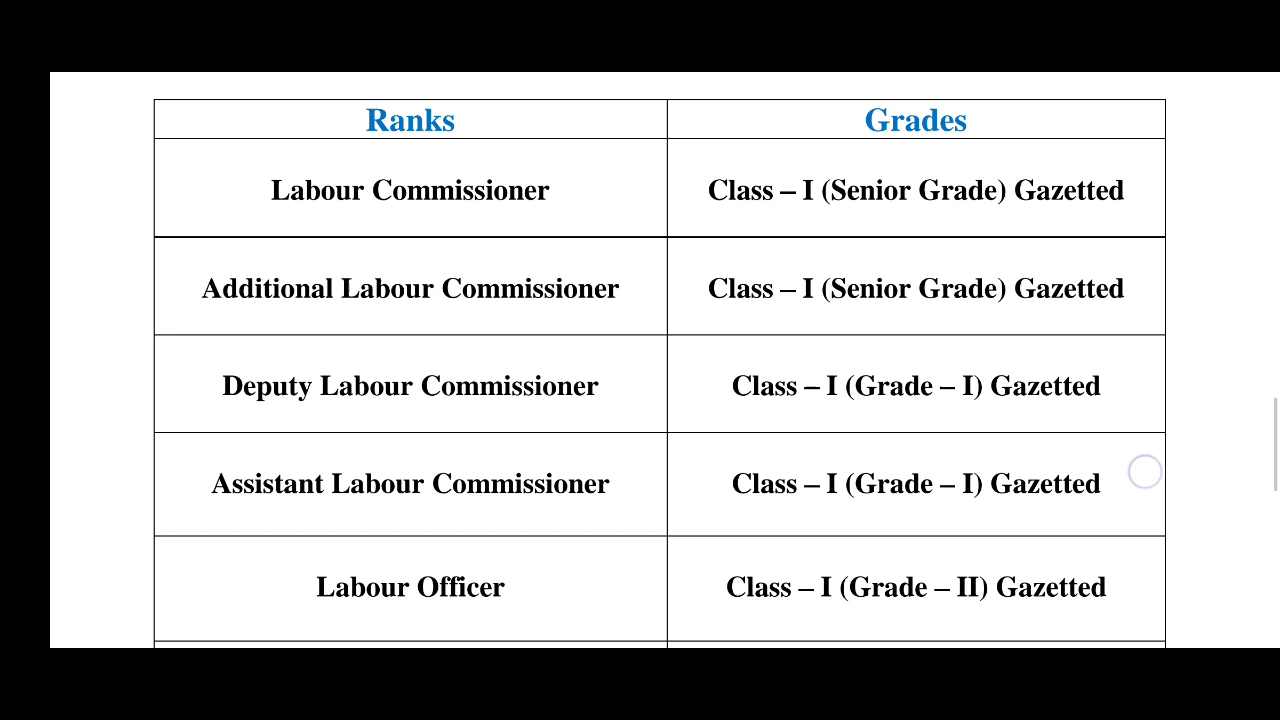 Ranks Grades
Labour Commissioner Class – I (Senior Grade) Gazetted
Additional Labour Commissioner Class – I (Senior Grade) Gazetted
Deputy Labour Commissioner Class – I (Grade – I) Gazetted
Assistant Labour Commissioner Class – I (Grade – I) Gazetted
Labour Officer Class – I (Grade – II) Gazetted